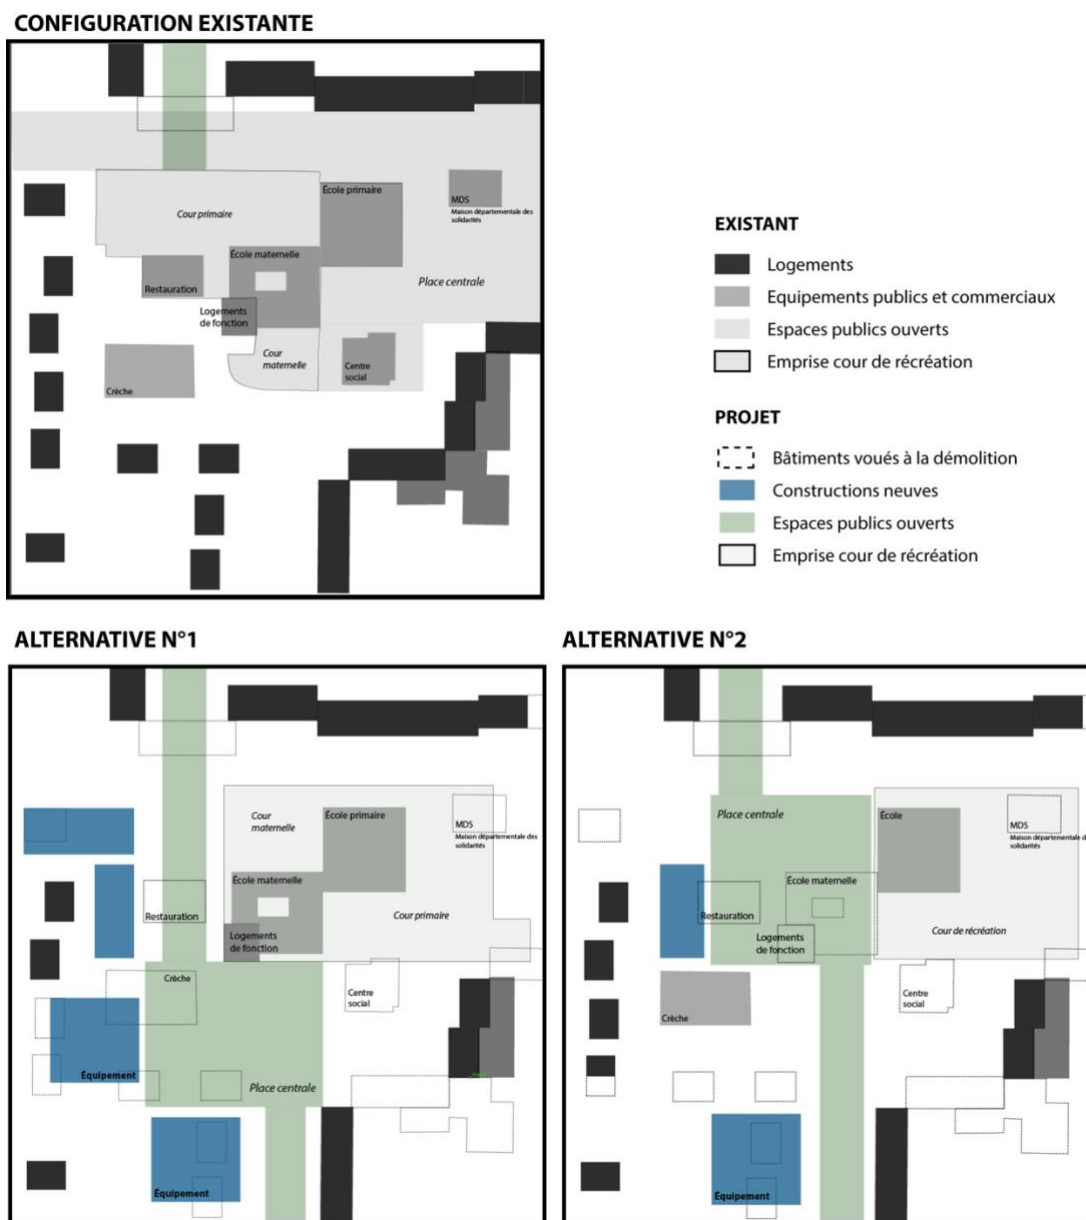 CONFIGURATION EXISTANTE
École primaire
MDS
Maison départementale des
solidarités
Cour primaire
École maternelle
Restauration
Place centrale
Logements
de fonction
Cour
maternelle
Centre
social
Crèche
EXISTANT
Logements
Equipements publics et commerciaux
Espaces publics ouverts
Emprise cour de récréation
PROJET
Bâtiments voués à la démolition
Constructions neuves
Espaces publics ouverts
Emprise cour de récréation
ALTERNATIVE N°1
Cour
maternelle
École primaire
MDS
Maison départementale des
solidarités
École maternelle
Restauration
Cour primaire
Logements
de fonction
Crèche
Centre
social
Équipement
Place centrale
Équipement
ALTERNATIVE N°2
Place centrale
École
MDS
Maison départementale d
solidarités
École maternelle
Restauration
Logements
de fonction
Cour de récréation
Centre
social
Crèche
Équipement